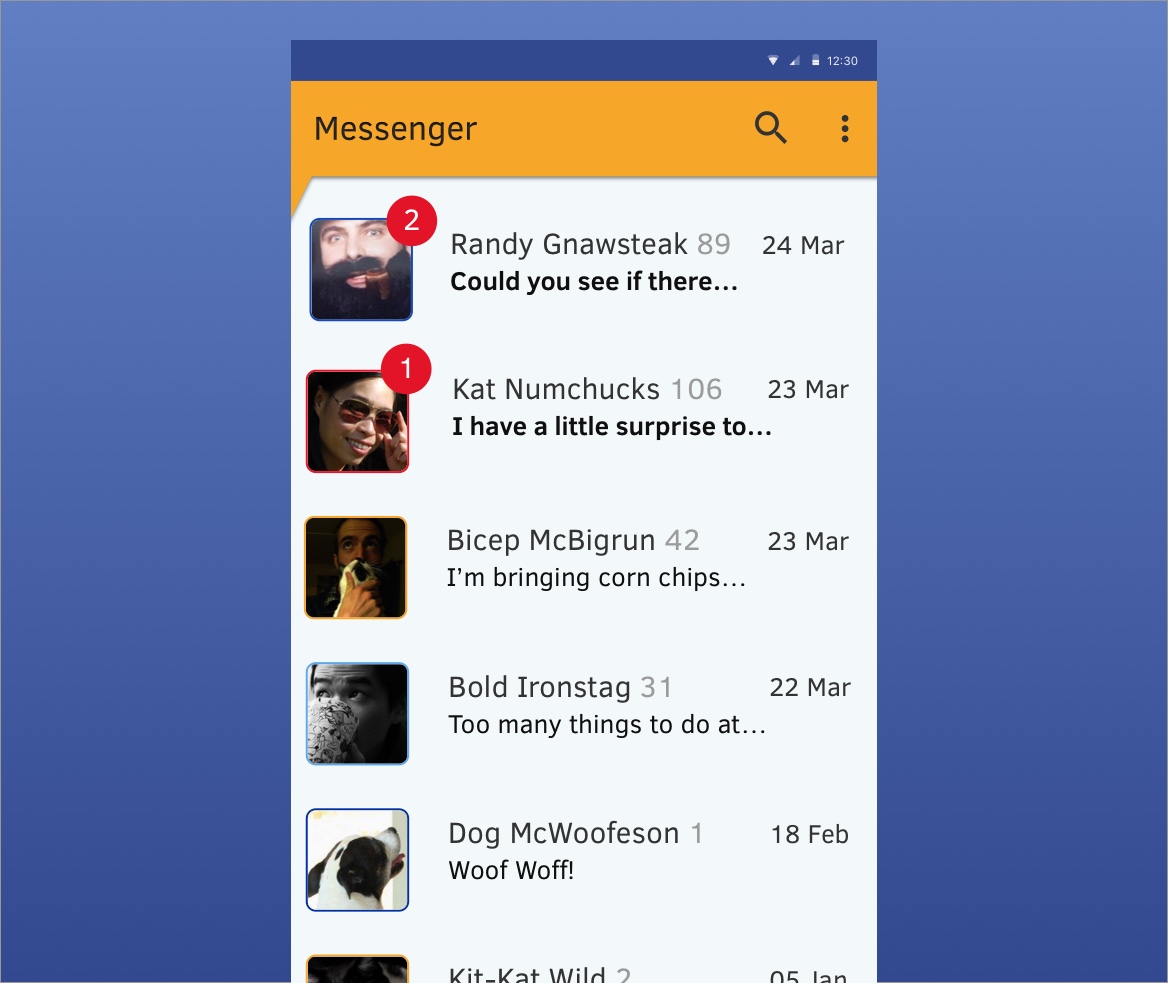 12:30
Messenger
2
Randy Gnawsteak 89 24 Mar
Could you see if there…
1
Kat Numchucks 106 23 Mar
I have a little surprise to…
Bicep McBigrun 42 23 Mar
I’m bringing corn chips…
Bold Ironstag 31 22 Mar
Too many things to do at…
Dog McWoofeson 1 18 Feb
Woof Woff!
Kit-Kat Wild 2 05 Jan